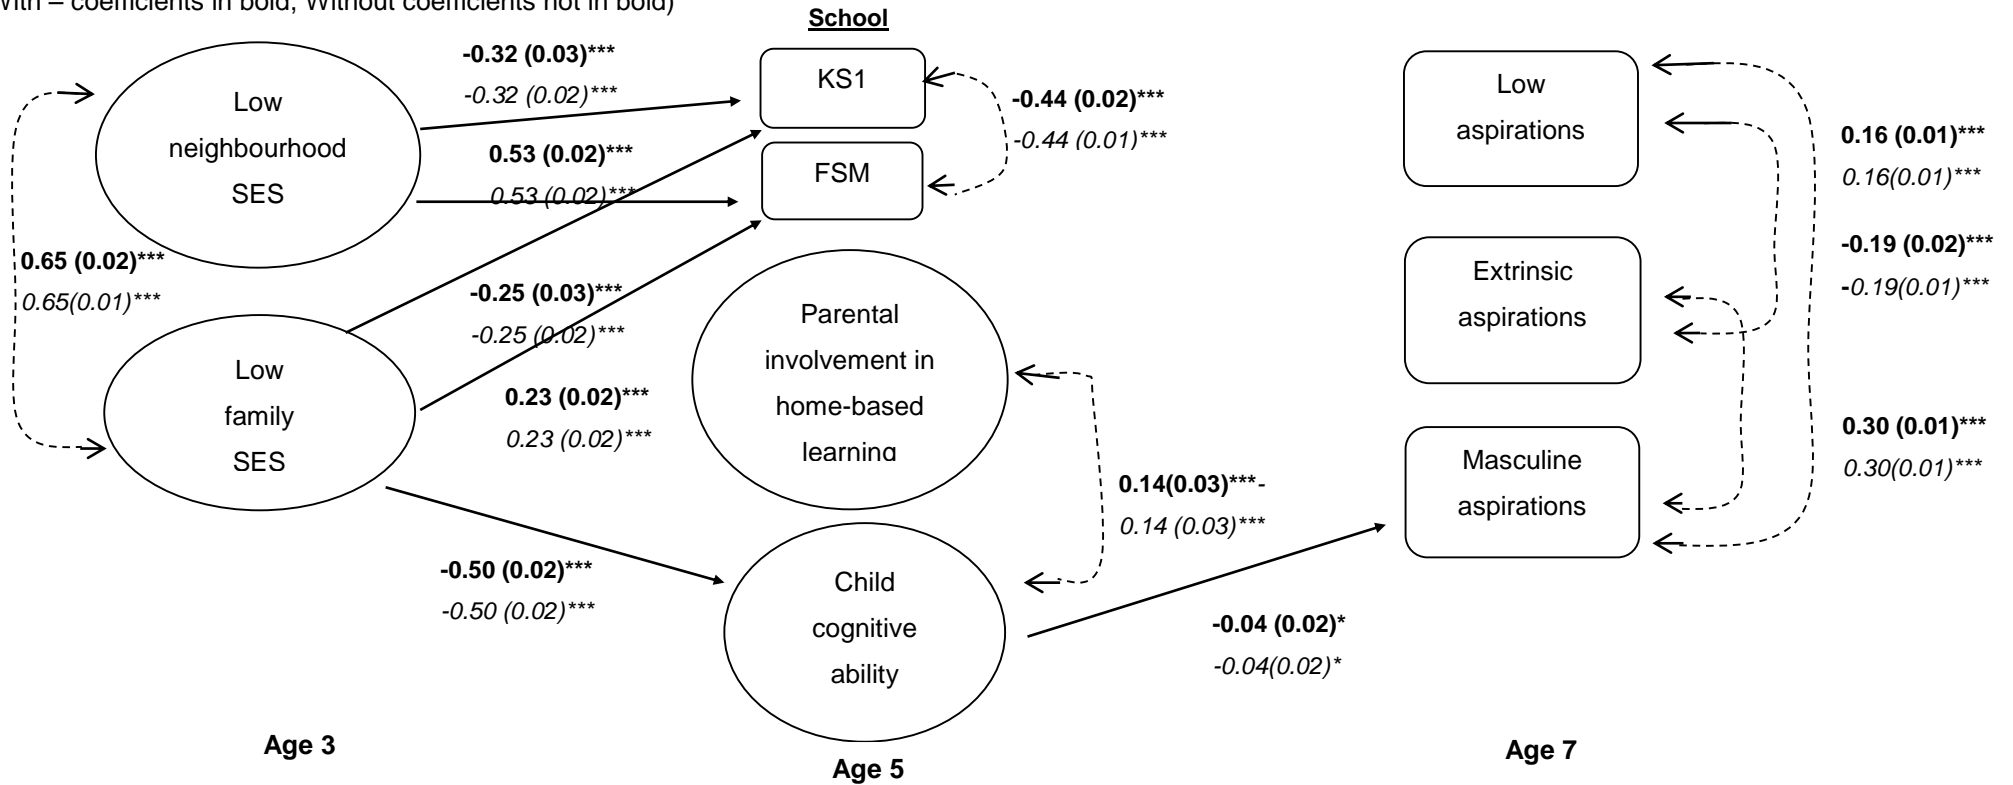 With – coefficients in bold, Without coefficients not in bold)
School
-0.32 (0.03)***
-0.32 (0.02)***
KS1
Low
aspirations
Low
neighbourhood
SES
-0.44 (0.02)***
-0.44 (0.01)***
0.53 (0.02)***
0.53 (0.02)***
FSM
0.16 (0.01)***
0.16(0.01)***
0.65 (0.02)***
0.65(0.01)***
-0.19 (0.02)***
-0.19(0.01)***
Extrinsic
aspirations
-0.25 (0.03)***
-0.25 (0.02)***
Parental
involvement in
home-based
learning
Low
family
SES
0.23 (0.02)***
0.23 (0.02)***
0.30 (0.01)***
0.30(0.01)***
Masculine
aspirations
0.14(0.03)***-
0.14 (0.03)***
-0.50 (0.02)***
-0.50 (0.02)***
Child
cognitive
ability
-0.04 (0.02)*
-0.04(0.02)*
Age 3
Age 5
Age 7